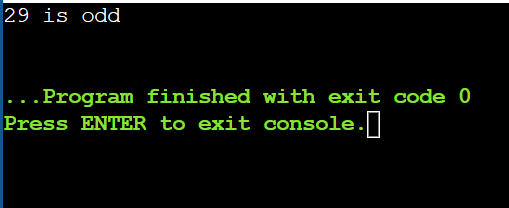 29 is odd
...Program finished with exit code 0
Press ENTER to exit console.